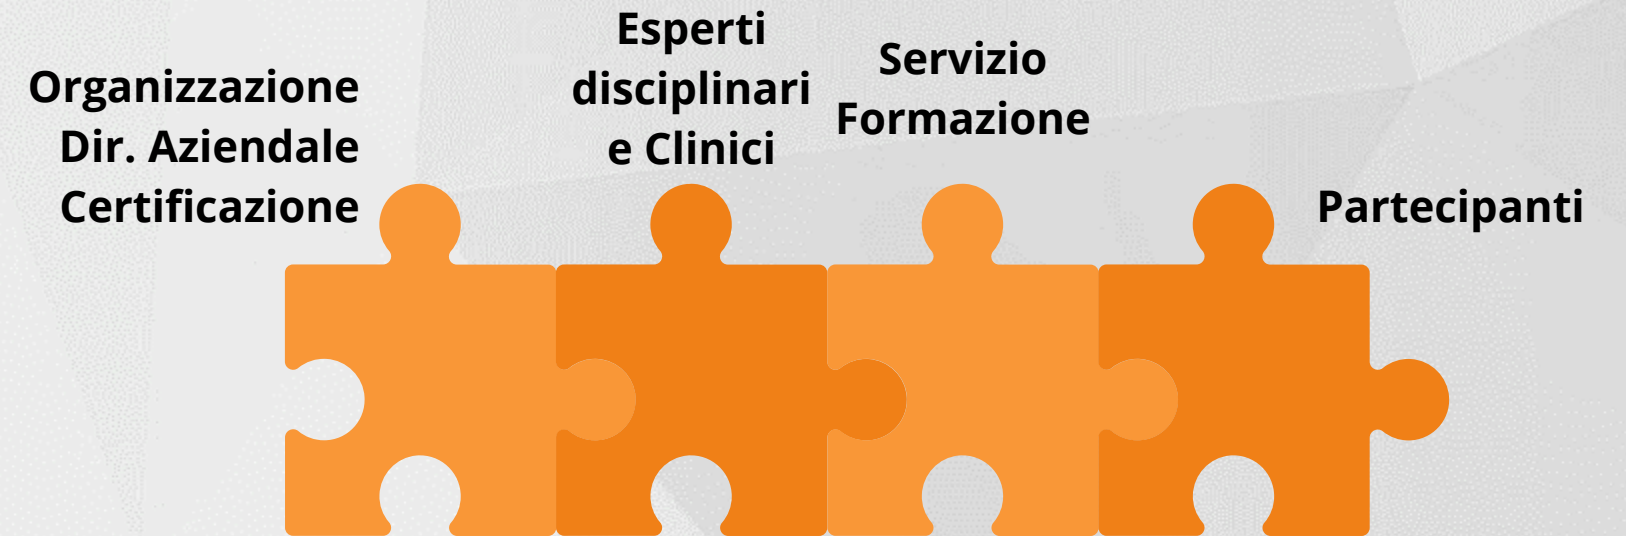 Organizzazione
Dir. Aziendale
Certificazione
Esperti
disciplinari
e Clinici
Servizio
Formazione
Partecipanti